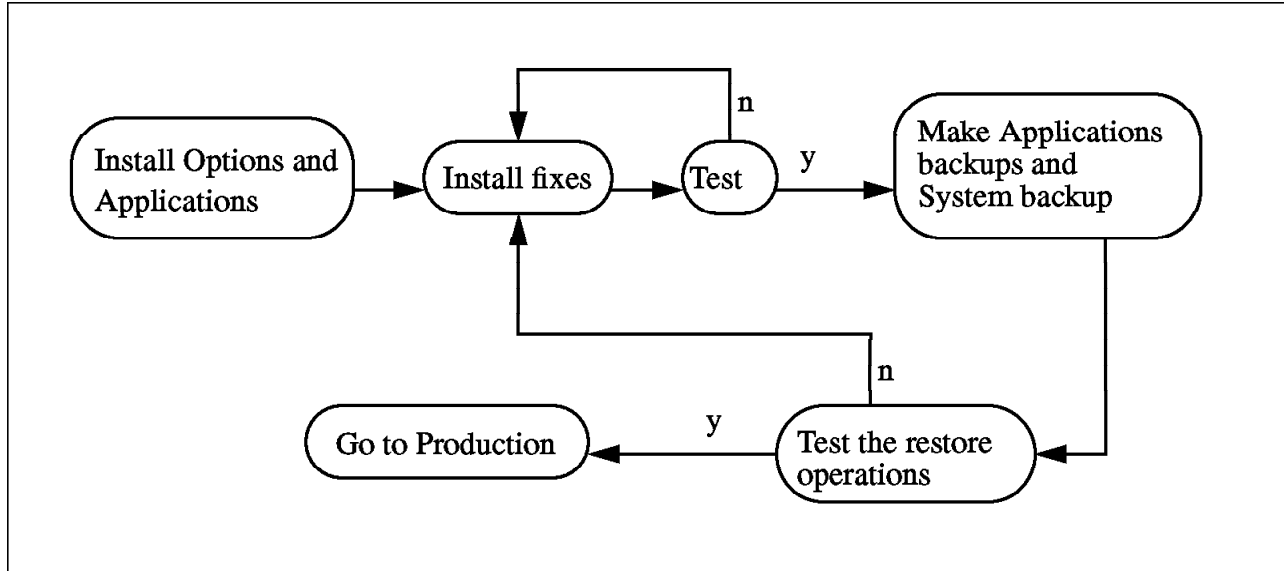 Install Options and
Applications
Install fixes
n
Test
y
Make Applications
backups and
System backup
n
Test the restore
operations
y
Go to Production